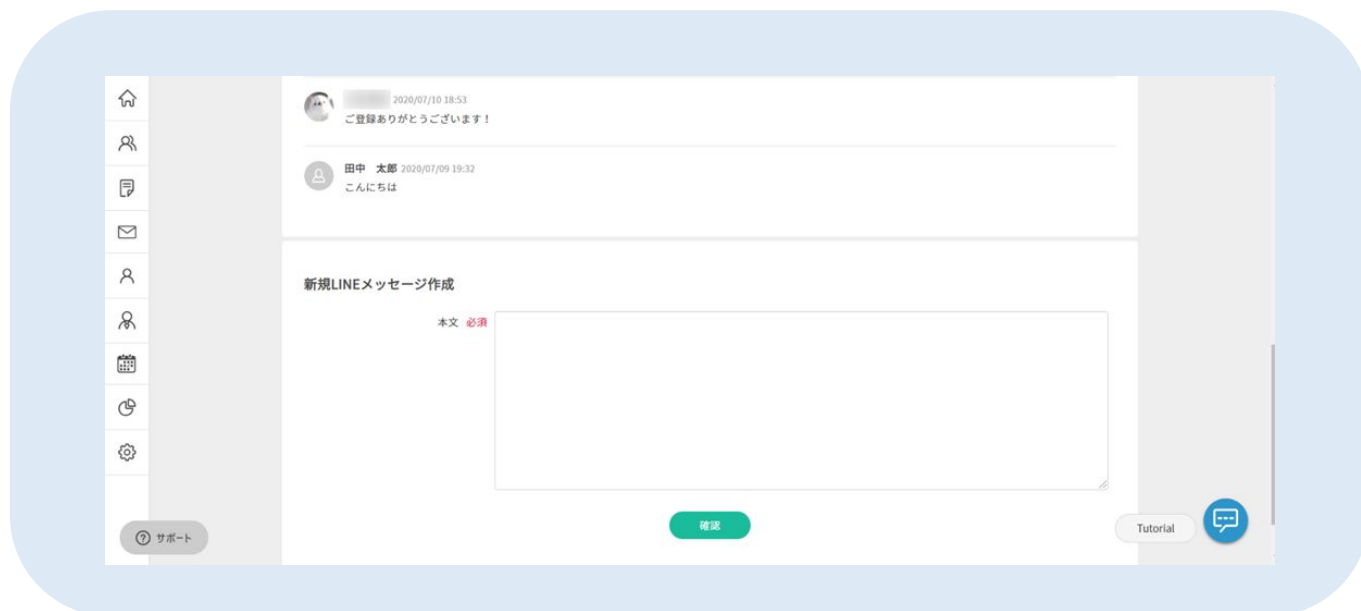 2020/07/10 18:53
ご登録ありがとうございます！
田中　太郎 2020/07/09 19:32
こんにちは
新規LINEメッセージ作成
本文 必須
確認
サポート
Tutorial